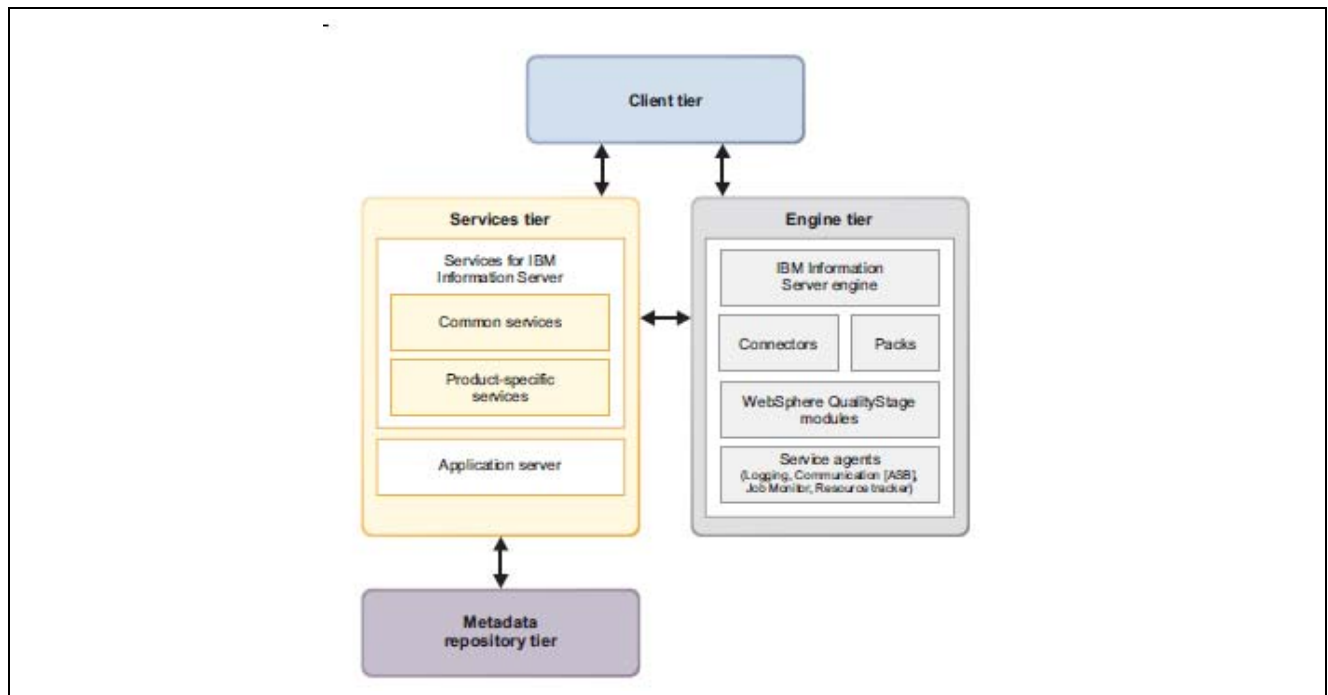 -
Client tier
Services tier
Services for IBM
Information Server
Common services
Product-specific
services
Application server
Engine tier
IBM Information
Server engine
Connectors
Packs
WebSphere QualityStage
modules
Service agents
(Logging, Communication [ASB],
Job Monitor, Resource tracker)
Metadata
repository tier